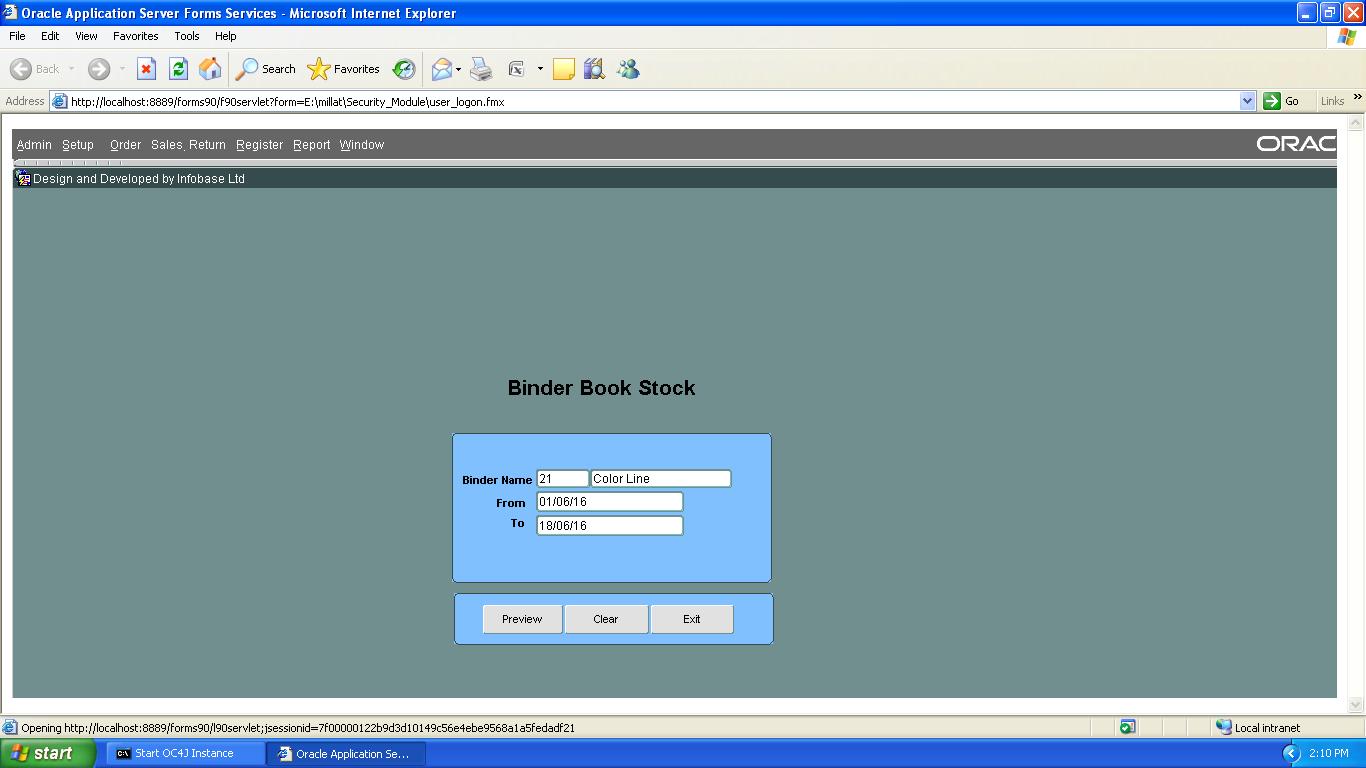 Oracle Application Server Forms Services - Microsoft Internet Explorer
File Edit View Favorites Tools Help
Back Search Favorites
Address http://localhost:8889/forms90/f90servlet?form=E:\millat\Security_Module\user_logon.fmx Go Links »
Admin Setup Order Sales, Return Register Report Window ORAC
Design and Developed by Infobase Ltd
Binder Book Stock
Binder Name 21 Color Line
From 01/06/16
To 18/06/16
Preview Clear Exit
Opening http://localhost:8889/forms90/l90servlet;jsessionid=7f00000122b9d3d10149c56e4ebe9568a1a5fedadf21 Local intranet
start Start OC4J Instance Oracle Application Se... 2:10 PM